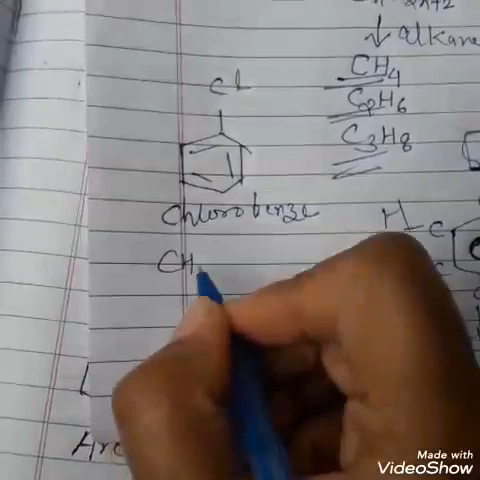 alkane
CH4
C2H6
C3H8
Cl
Chlorobenze
H
C
CH
Made with
VideoShow